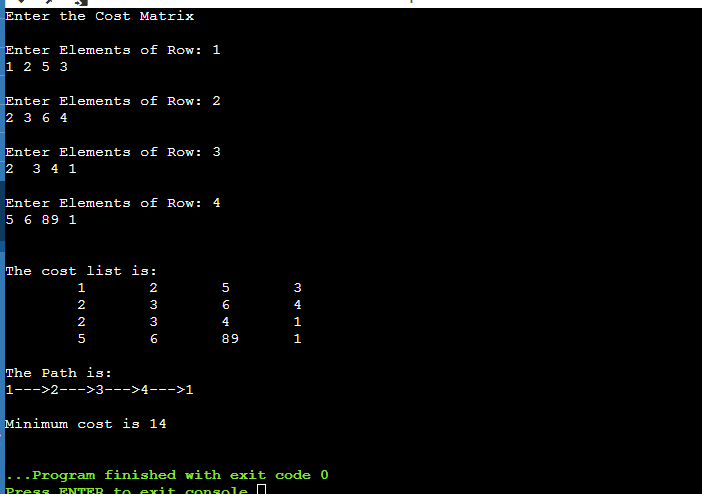 Enter the Cost Matrix
Enter Elements of Row: 1
1 2 5 3
Enter Elements of Row: 2
2 3 6 4
Enter Elements of Row: 3
2  3 4 1
Enter Elements of Row: 4
5 6 89 1
The cost list is:
1 2 5 3
2 3 6 4
2 3 4 1
5 6 89 1
The Path is:
1--->2--->3--->4--->1
Minimum cost is 14
...Program finished with exit code 0
Press ENTER to exit console.